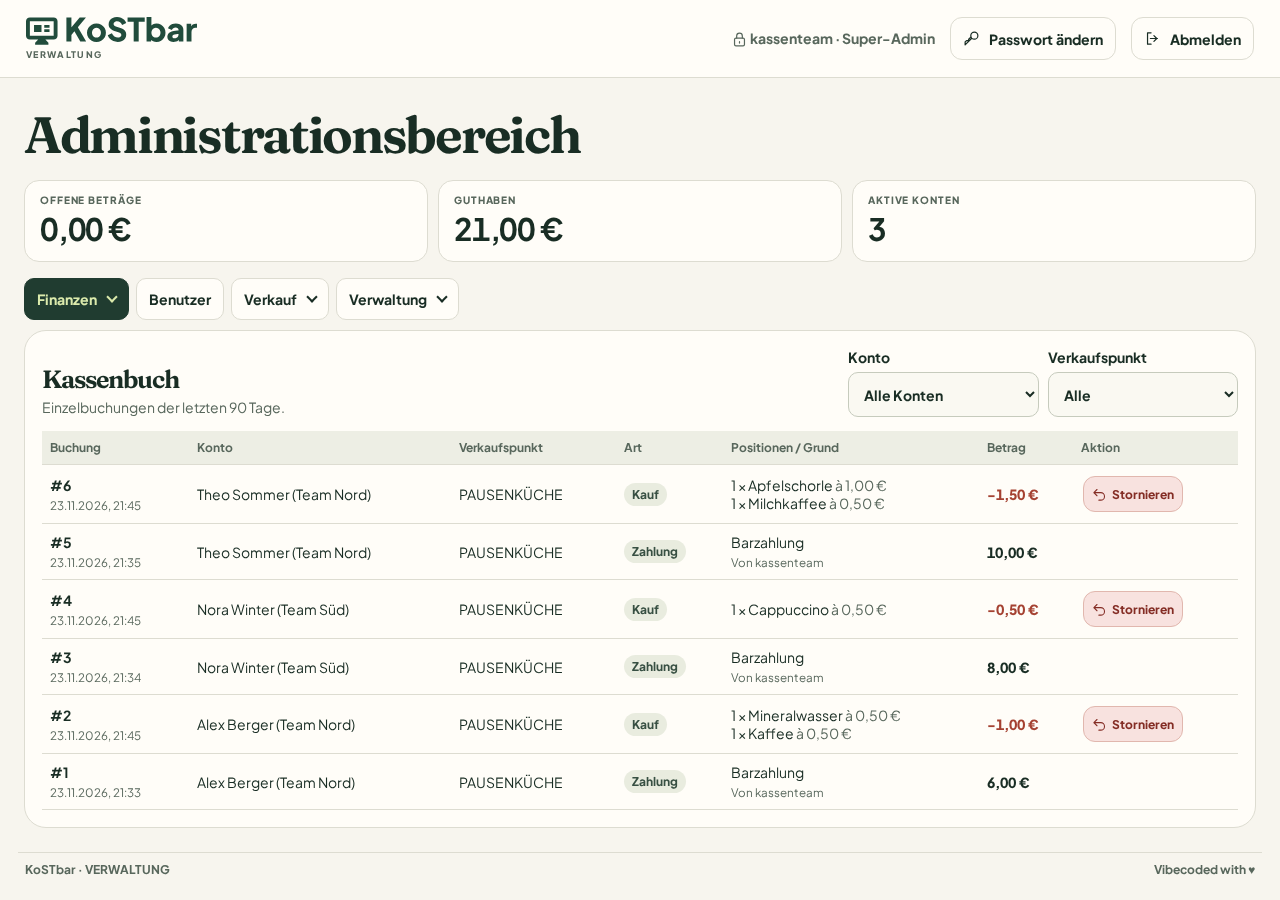 KoSTbar
VERWALTUNG
kassenteam · Super-Admin
Passwort ändern
Abmelden
Administrationsbereich
OFFENE BETRÄGE
0,00 €
GUTHABEN
21,00 €
AKTIVE KONTEN
3
Finanzen
Benutzer
Verkauf
Verwaltung
Kassenbuch
Einzelbuchungen der letzten 90 Tage.
Konto
Alle Konten
Verkaufspunkt
Alle
Buchung Konto Verkaufspunkt Art Positionen / Grund Betrag Aktion
#6
23.11.2026, 21:45
Theo Sommer (Team Nord)
PAUSENKÜCHE
Kauf
1 × Apfelschorle à 1,00 €
1 × Milchkaffee à 0,50 €
-1,50 €
Stornieren
#5
23.11.2026, 21:35
Theo Sommer (Team Nord)
PAUSENKÜCHE
Zahlung
Barzahlung
Von kassenteam
10,00 €
#4
23.11.2026, 21:45
Nora Winter (Team Süd)
PAUSENKÜCHE
Kauf
1 × Cappuccino à 0,50 €
-0,50 €
Stornieren
#3
23.11.2026, 21:34
Nora Winter (Team Süd)
PAUSENKÜCHE
Zahlung
Barzahlung
Von kassenteam
8,00 €
#2
23.11.2026, 21:45
Alex Berger (Team Nord)
PAUSENKÜCHE
Kauf
1 × Mineralwasser à 0,50 €
1 × Kaffee à 0,50 €
-1,00 €
Stornieren
#1
23.11.2026, 21:33
Alex Berger (Team Nord)
PAUSENKÜCHE
Zahlung
Barzahlung
Von kassenteam
6,00 €
KoSTbar · VERWALTUNG
Vibecoded with ♥